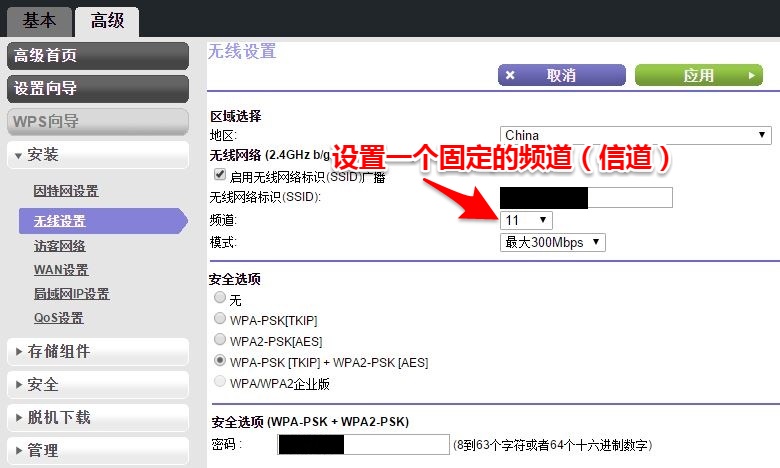 基本
高级
高级首页
设置向导
WPS向导
安装
因特网设置
无线设置
访客网络
WAN设置
局域网IP设置
QoS设置
存储组件
安全
脱机下载
管理
无线设置
取消
应用
区域选择
地区:
China
无线网络 (2.4GHz b/g
设置一个固定的频道（信道）
启用无线网络标识(SSID)广播
无线网络标识(SSID):
频道:
11
模式:
最大300Mbps
安全选项
无
WPA-PSK[TKIP]
WPA2-PSK[AES]
WPA-PSK [TKIP] + WPA2-PSK [AES]
WPA/WPA2企业版
安全选项 (WPA-PSK + WPA2-PSK)
密码 :
(8到63个字符或者64个十六进制数字)